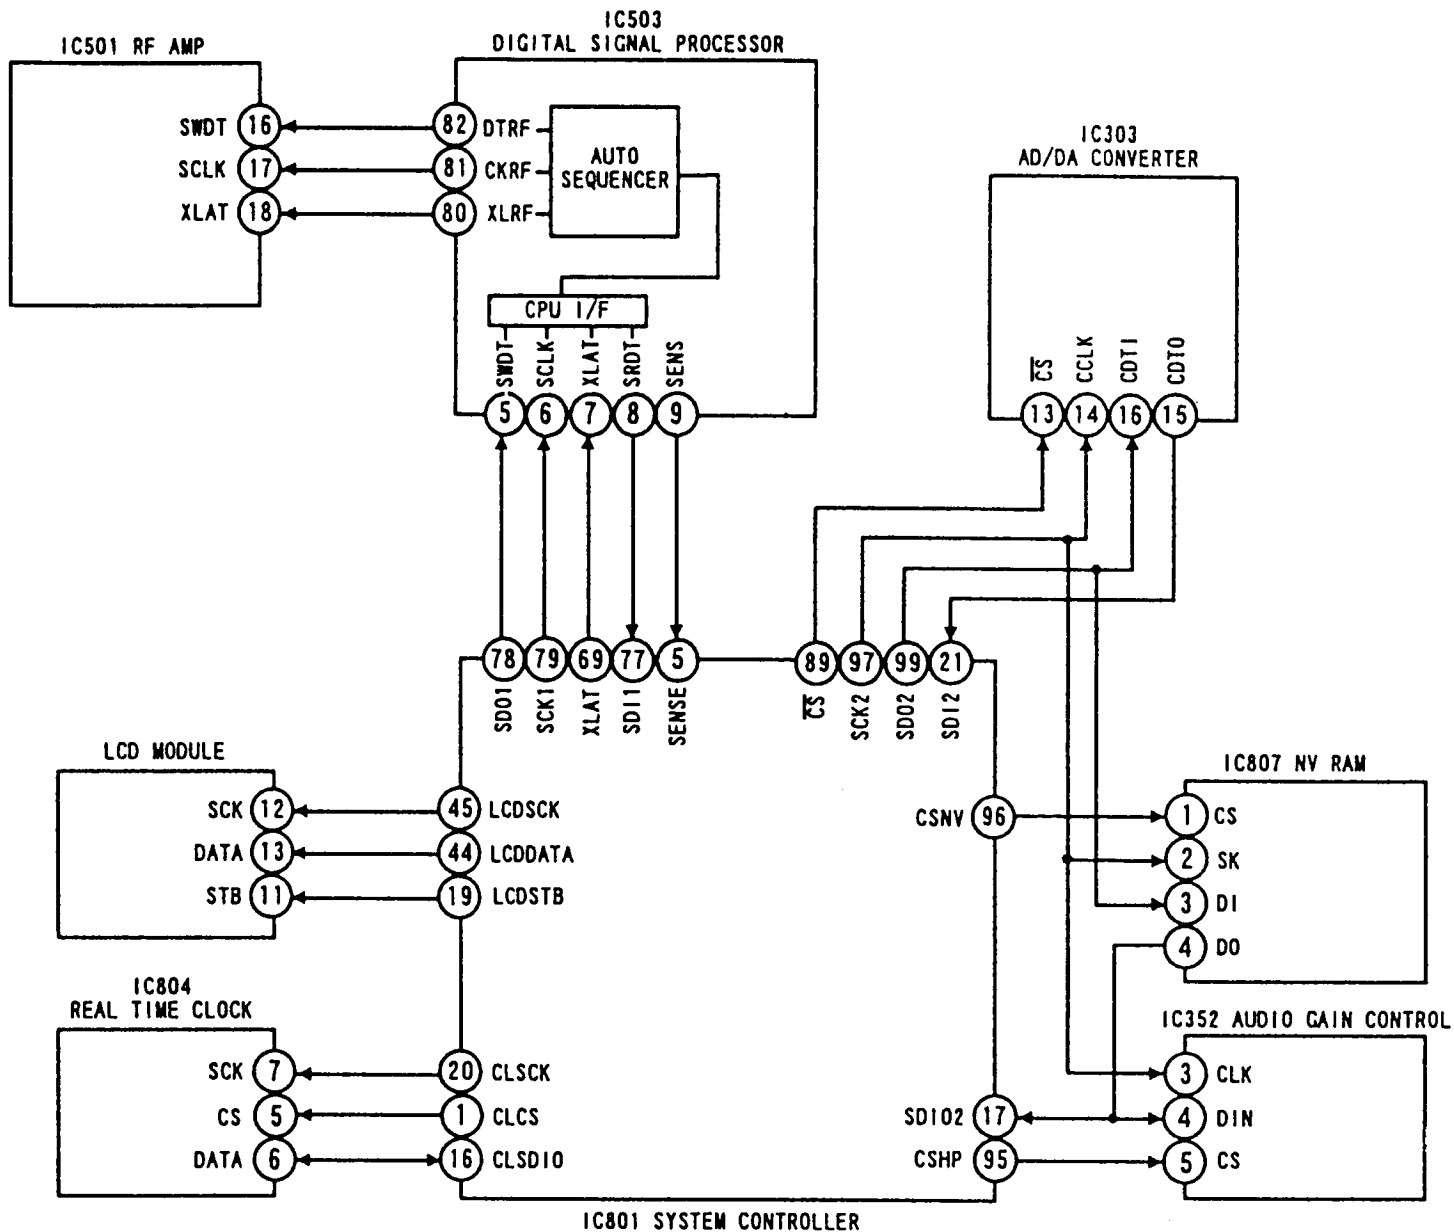 IC503
DIGITAL SIGNAL PROCESSOR
IC501 RF AMP
SWDT 16
SCLK 17
XLAT 18
82 DTRF
81 CKRF
80 XLRF
AUTO
SEQUENCER
CPU I/F
SWDT
SCLK
XLAT
SRDT
SENS
5 6 7 8 9
IC303
AD/DA CONVERTER
CS
CCLK
CDTI
CDTO
13 14 16 15
78 79 69 77 5
SDO1
SCK1
XLAT
SDI1
SENSE
89 97 99 21
CS
SCK2
SDO2
SDI2
LCD MODULE
SCK 12
DATA 13
STB 11
45 LCDSCK
44 LCDDATA
19 LCDSTB
CSNV 96
IC807 NV RAM
1 CS
2 SK
3 DI
4 DO
IC804
REAL TIME CLOCK
SCK 7
CS 5
DATA 6
20 CLSCK
1 CLCS
16 CLSDIO
SDIO2 17
CSHP 95
IC352 AUDIO GAIN CONTROL
3 CLK
4 DIN
5 CS
IC801 SYSTEM CONTROLLER